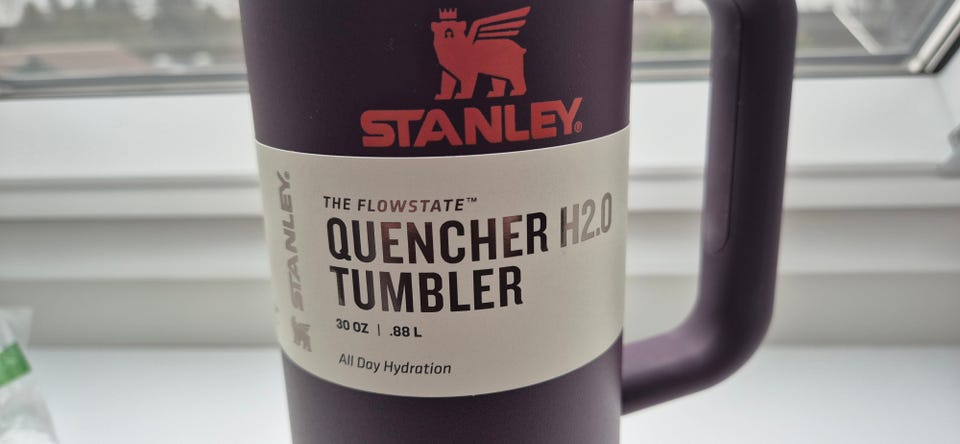 STANLEY®
STANLEY®
THE FLOWSTATE™
QUENCHER H2.0
TUMBLER
30 OZ | .88 L
All Day Hydration